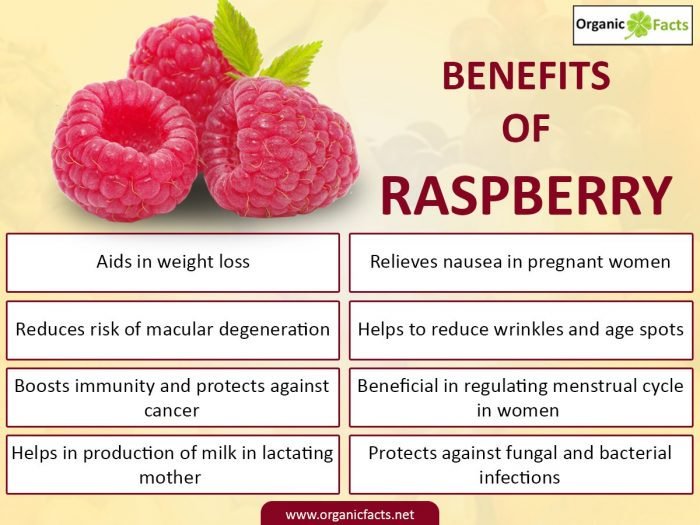 Organic Facts
BENEFITS
OF
RASPBERRY
Aids in weight loss
Relieves nausea in pregnant women
Reduces risk of macular degeneration
Helps to reduce wrinkles and age spots
Boosts immunity and protects against
cancer
Beneficial in regulating menstrual cycle
in women
Helps in production of milk in lactating
mother
Protects against fungal and bacterial
infections
www.organicfacts.net